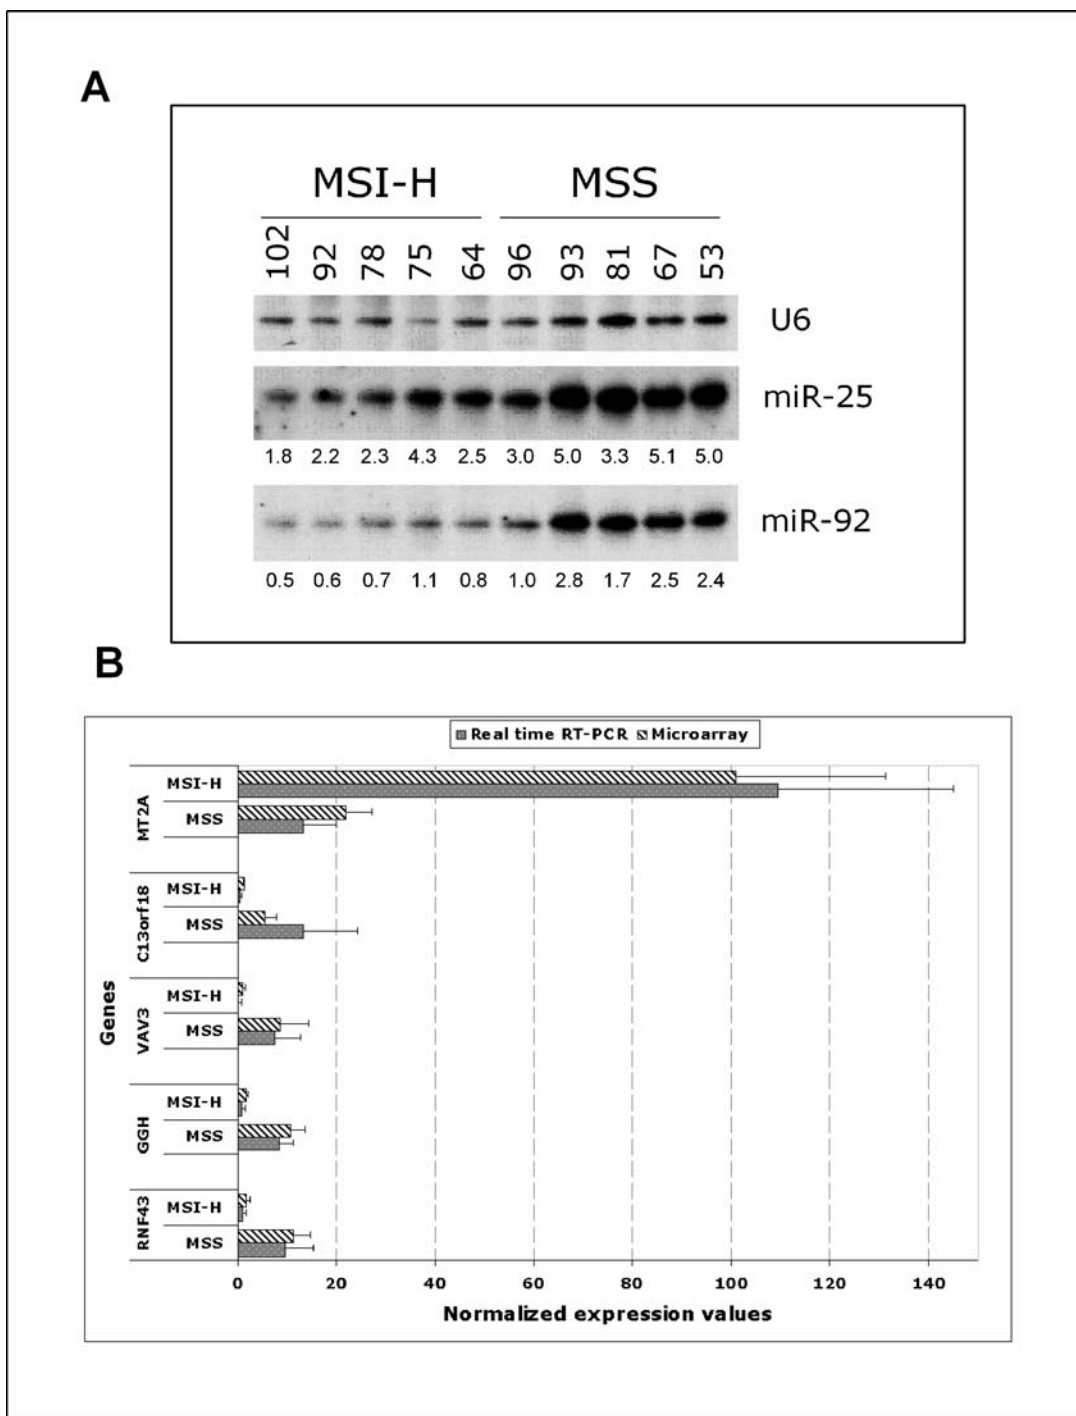 A
MSI-H MSS
102 92 78 75 64 96 93 81 67 53
U6
miR-25
1.8 2.2 2.3 4.3 2.5 3.0 5.0 3.3 5.1 5.0
miR-92
0.5 0.6 0.7 1.1 0.8 1.0 2.8 1.7 2.5 2.4
B
Real time RT-PCR Microarray
Genes
MT2A
MSI-H
MSS
C13orf18
MSI-H
MSS
VAV3
MSI-H
MSS
GGH
MSI-H
MSS
RNF43
MSI-H
MSS
0 20 40 60 80 100 120 140
Normalized expression values